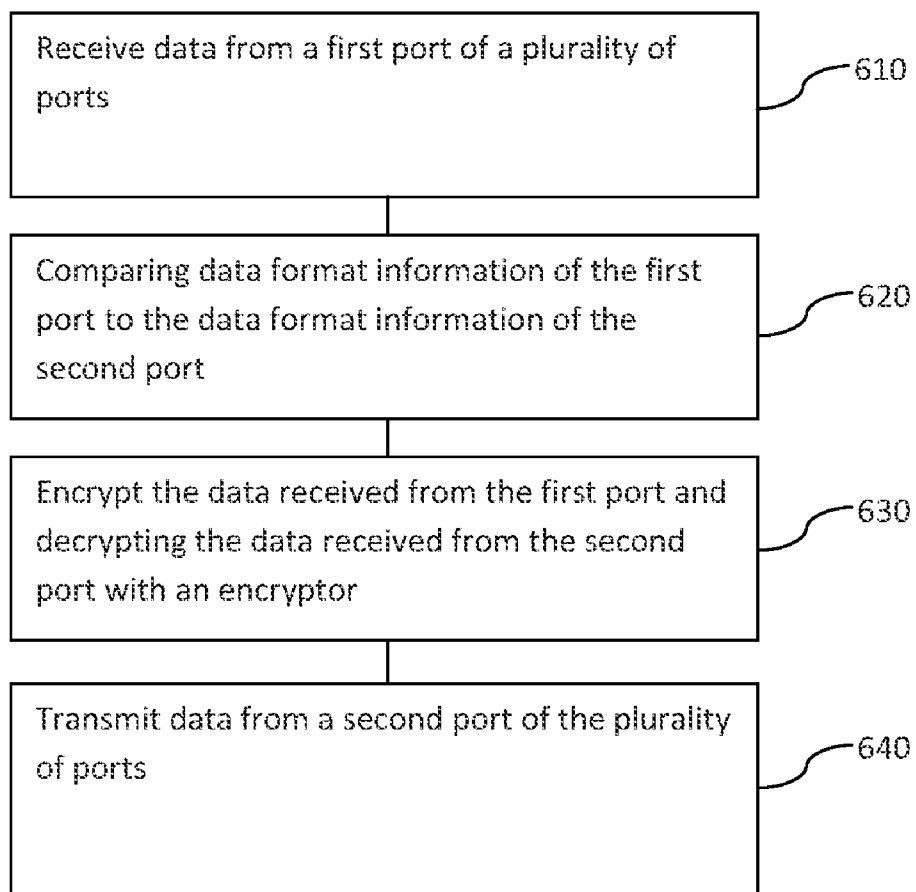 Receive data from a first port of a plurality of
ports
610
Comparing data format information of the first
port to the data format information of the
second port
620
Encrypt the data received from the first port and
decrypting the data received from the second
port with an encryptor
630
Transmit data from a second port of the plurality
of ports
640